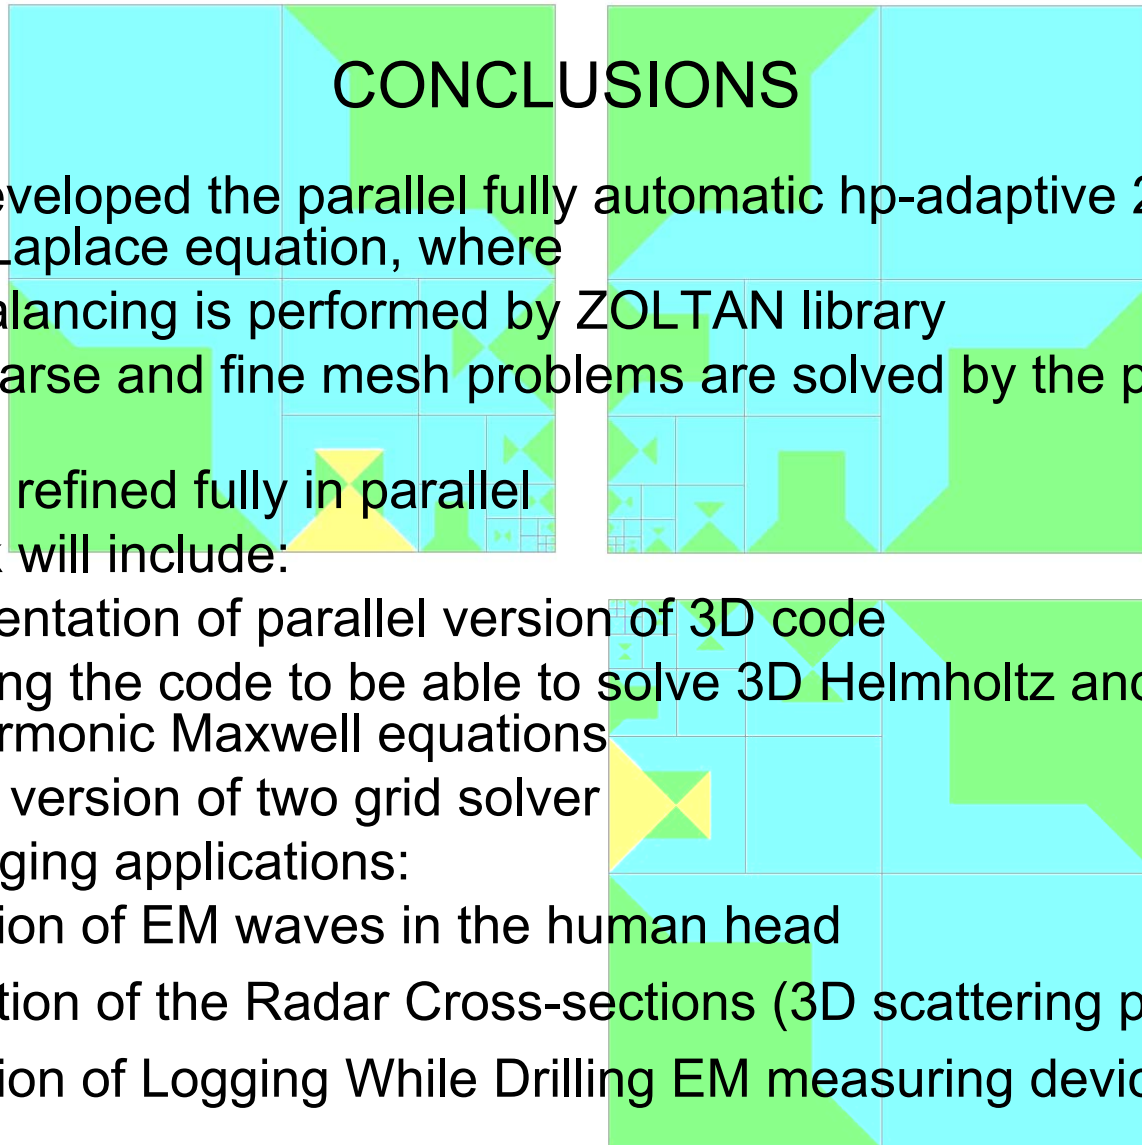 CONCLUSIONS
eveloped the parallel fully automatic hp-adaptive 2
Laplace equation, where
alancing is performed by ZOLTAN library
arse and fine mesh problems are solved by the p
refined fully in parallel
k will include:
entation of parallel version of 3D code
ng the code to be able to solve 3D Helmholtz and
rmonic Maxwell equations
version of two grid solver
ging applications:
ion of EM waves in the human head
tion of the Radar Cross-sections (3D scattering p
ion of Logging While Drilling EM measuring devic